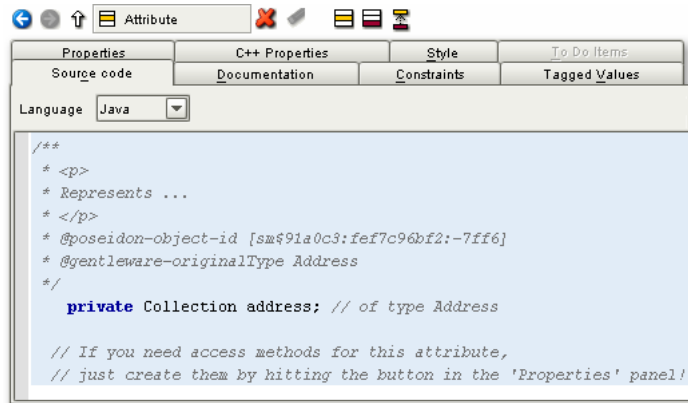 Attribute
Properties C++ Properties Style To Do Items
Source code Documentation Constraints Tagged Values
Language Java
/**
* <p>
* Represents ...
* </p>
* @poseidon-object-id [sm$91a0c3:fef7c96bf2:-7ff6]
* @gentleware-originalType Address
*/
private Collection address; // of type Address
// If you need access methods for this attribute,
// just create them by hitting the button in the 'Properties' panel!